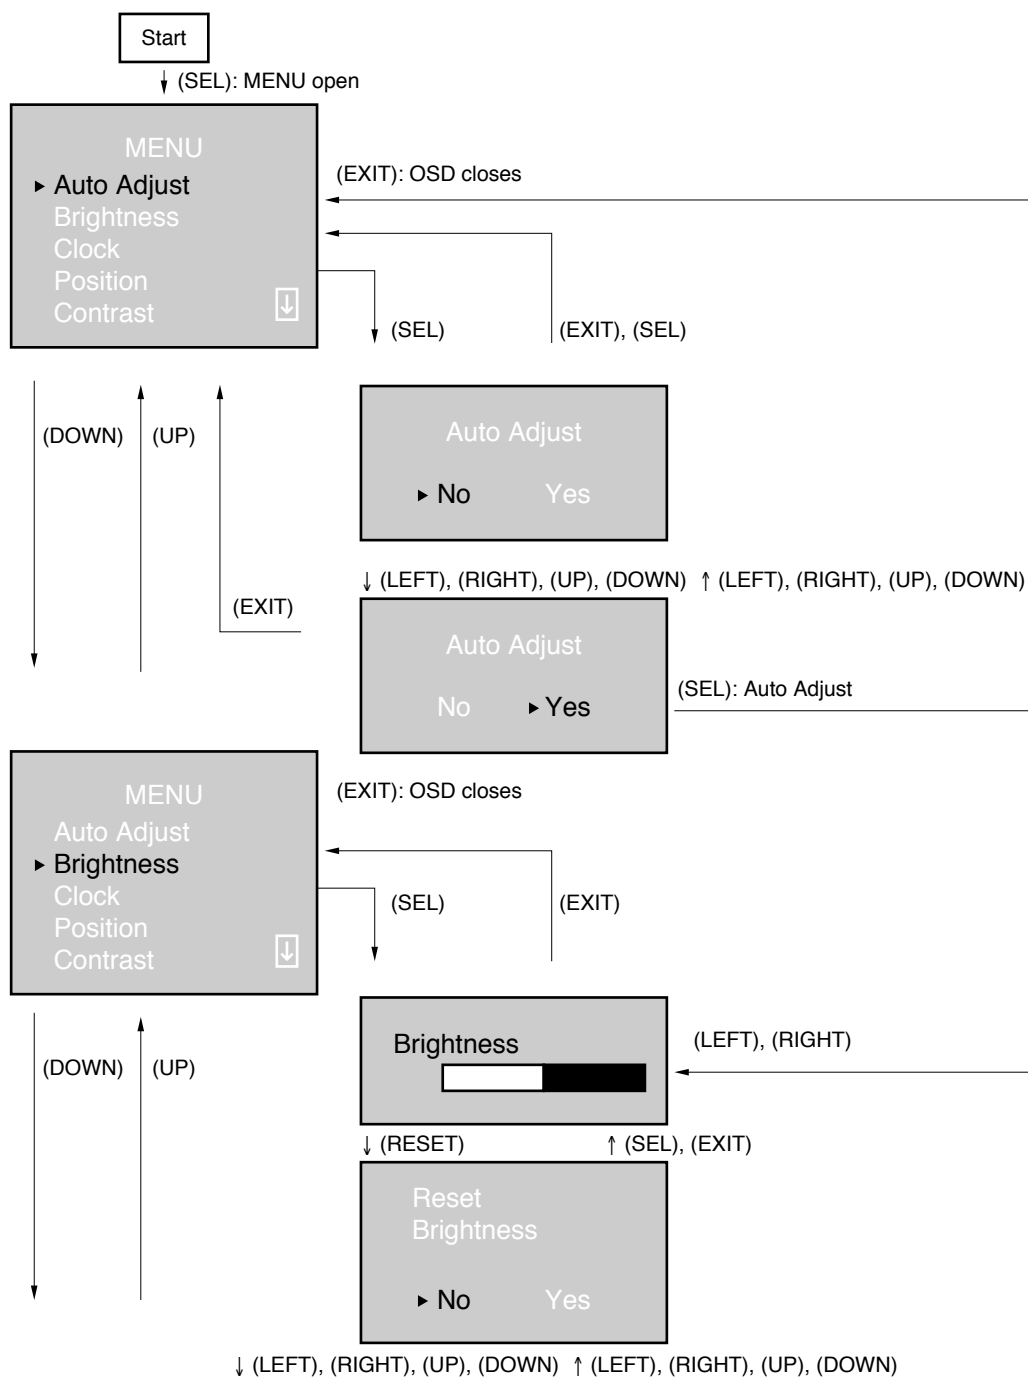 Start
(SEL): MENU open
MENU
Auto Adjust
Brightness
Clock
Position
Contrast
(EXIT): OSD closes
(SEL)
(EXIT), (SEL)
(DOWN)
(UP)
(EXIT)
Auto Adjust
No Yes
(LEFT), (RIGHT), (UP), (DOWN)
(LEFT), (RIGHT), (UP), (DOWN)
Auto Adjust
No Yes
(SEL): Auto Adjust
MENU
Auto Adjust
Brightness
Clock
Position
Contrast
(EXIT): OSD closes
(SEL)
(EXIT)
(DOWN)
(UP)
Brightness
(LEFT), (RIGHT)
(RESET)
(SEL), (EXIT)
Reset
Brightness
No Yes
(LEFT), (RIGHT), (UP), (DOWN)
(LEFT), (RIGHT), (UP), (DOWN)